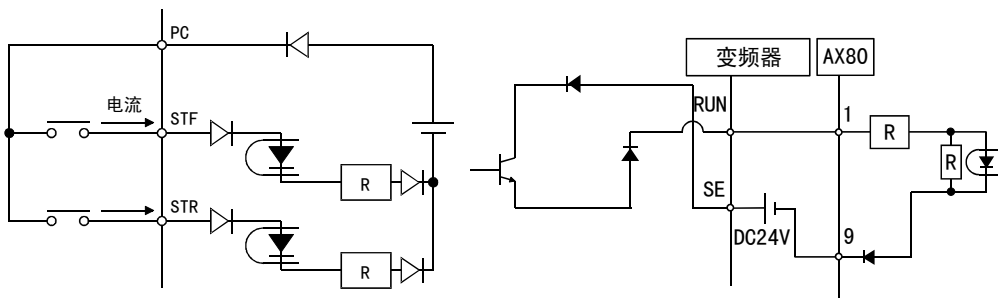 PC
电流
STF
R
STR
R
变频器
AX80
RUN
1
R
R
SE
DC24V
9